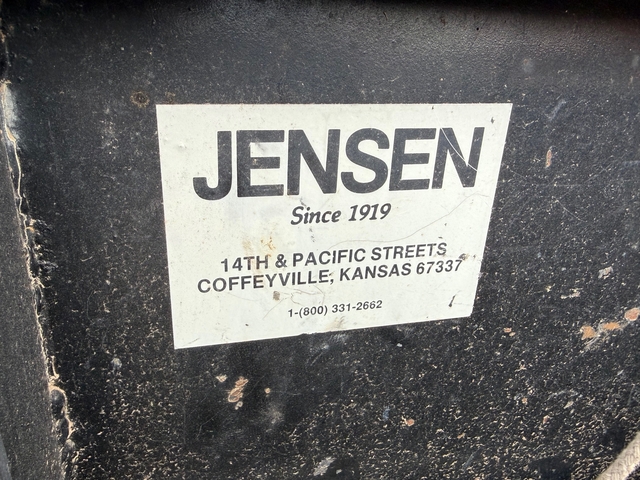 JENSEN
Since 1919
14TH & PACIFIC STREETS
COFFEYVILLE, KANSAS 67337
1-(800) 331-2662